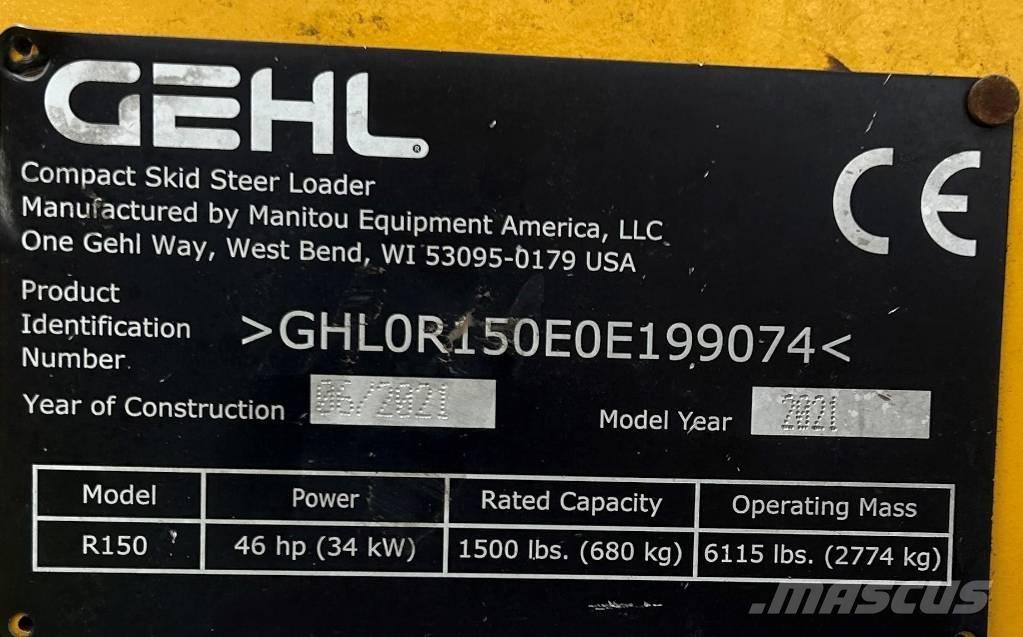 GEHL®
CE
Compact Skid Steer Loader
Manufactured by Manitou Equipment America, LLC
One Gehl Way, West Bend, WI 53095-0179 USA
Product
Identification
Number
>GHL0R150E0E199074<
Year of Construction 06/2021
Model Year 2021
Model Power Rated Capacity Operating Mass
R150 46 hp (34 kW) 1500 lbs. (680 kg) 6115 lbs. (2774 kg)
.MASCUS